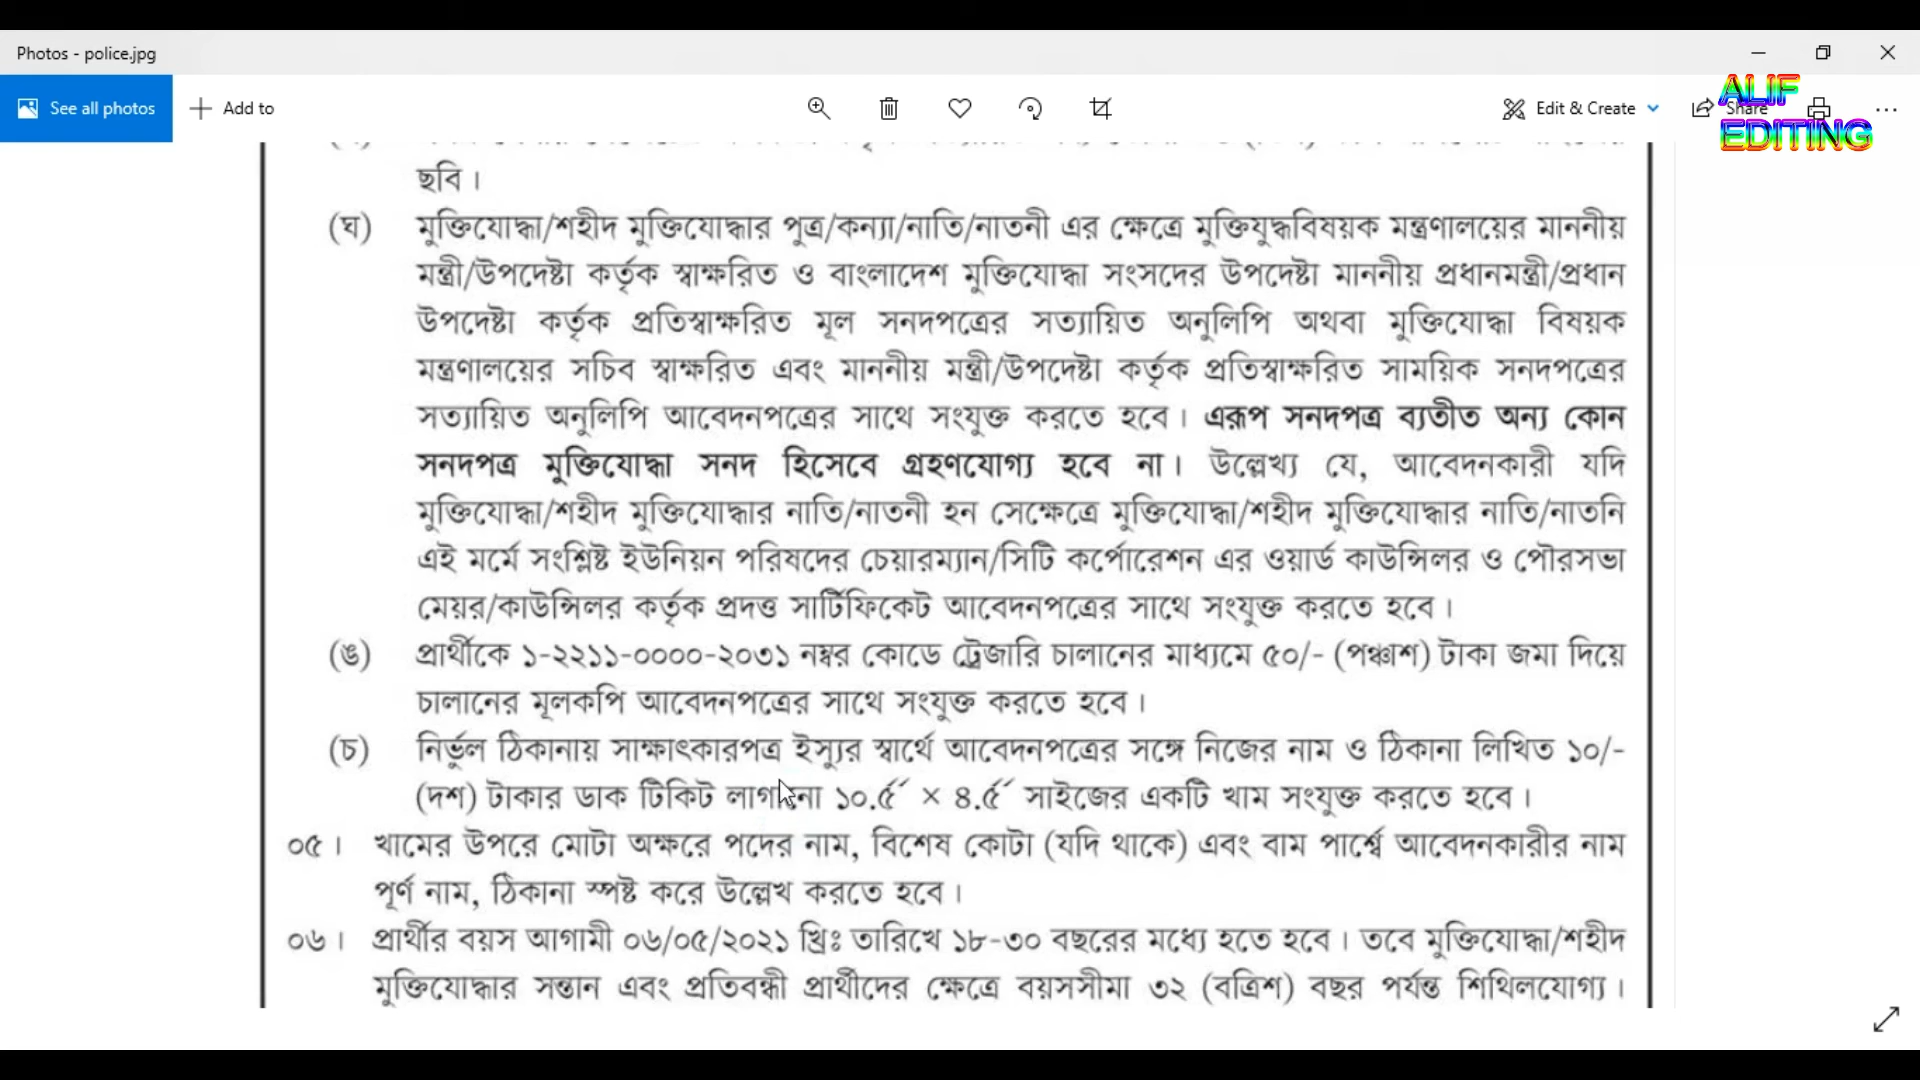 Photos - police.jpg
See all photos
Add to
Edit & Create
Share
ALIF
EDITING
ছবি।
(ঘ) মুক্তিযোদ্ধা/শহীদ মুক্তিযোদ্ধার পুত্র/কন্যা/নাতি/নাতনী এর ক্ষেত্রে মুক্তিযুদ্ধবিষয়ক মন্ত্রণালয়ের মাননীয়
মন্ত্রী/উপদেষ্টা কর্তৃক স্বাক্ষরিত ও বাংলাদেশ মুক্তিযোদ্ধা সংসদের উপদেষ্টা মাননীয় প্রধানমন্ত্রী/প্রধান
উপদেষ্টা কর্তৃক প্রতিস্বাক্ষরিত মূল সনদপত্রের সত্যায়িত অনুলিপি অথবা মুক্তিযোদ্ধা বিষয়ক
মন্ত্রণালয়ের সচিব স্বাক্ষরিত এবং মাননীয় মন্ত্রী/উপদেষ্টা কর্তৃক প্রতিস্বাক্ষরিত সাময়িক সনদপত্রের
সত্যায়িত অনুলিপি আবেদনপত্রের সাথে সংযুক্ত করতে হবে। এরূপ সনদপত্র ব্যতীত অন্য কোন
সনদপত্র মুক্তিযোদ্ধা সনদ হিসেবে গ্রহণযোগ্য হবে না। উল্লেখ্য যে, আবেদনকারী যদি
মুক্তিযোদ্ধা/শহীদ মুক্তিযোদ্ধার নাতি/নাতনী হন সেক্ষেত্রে মুক্তিযোদ্ধা/শহীদ মুক্তিযোদ্ধার নাতি/নাতনি
এই মর্মে সংশ্লিষ্ট ইউনিয়ন পরিষদের চেয়ারম্যান/সিটি কর্পোরেশন এর ওয়ার্ড কাউন্সিলর ও পৌরসভা
মেয়র/কাউন্সিলর কর্তৃক প্রদত্ত সার্টিফিকেট আবেদনপত্রের সাথে সংযুক্ত করতে হবে।
(ঙ) প্রার্থীকে ১-২২১১-০০০০-২০৩১ নম্বর কোডে ট্রেজারি চালানের মাধ্যমে ৫০/- (পঞ্চাশ) টাকা জমা দিয়ে
চালানের মূলকপি আবেদনপত্রের সাথে সংযুক্ত করতে হবে।
(চ) নির্ভুল ঠিকানায় সাক্ষাৎকারপত্র ইস্যুর স্বার্থে আবেদনপত্রের সঙ্গে নিজের নাম ও ঠিকানা লিখিত ১০/-
(দশ) টাকার ডাক টিকিট লাগানো ১০.৫˝ × ৪.৫˝ সাইজের একটি খাম সংযুক্ত করতে হবে।
০৫। খামের উপরে মোটা অক্ষরে পদের নাম, বিশেষ কোটা (যদি থাকে) এবং বাম পার্শ্বে আবেদনকারীর নাম
পূর্ণ নাম, ঠিকানা স্পষ্ট করে উল্লেখ করতে হবে।
০৬। প্রার্থীর বয়স আগামী ০৬/০৫/২০২১ খ্রিঃ তারিখে ১৮-৩০ বছরের মধ্যে হতে হবে। তবে মুক্তিযোদ্ধা/শহীদ
মুক্তিযোদ্ধার সন্তান এবং প্রতিবন্ধী প্রার্থীদের ক্ষেত্রে বয়সসীমা ৩২ (বত্রিশ) বছর পর্যন্ত শিথিলযোগ্য।